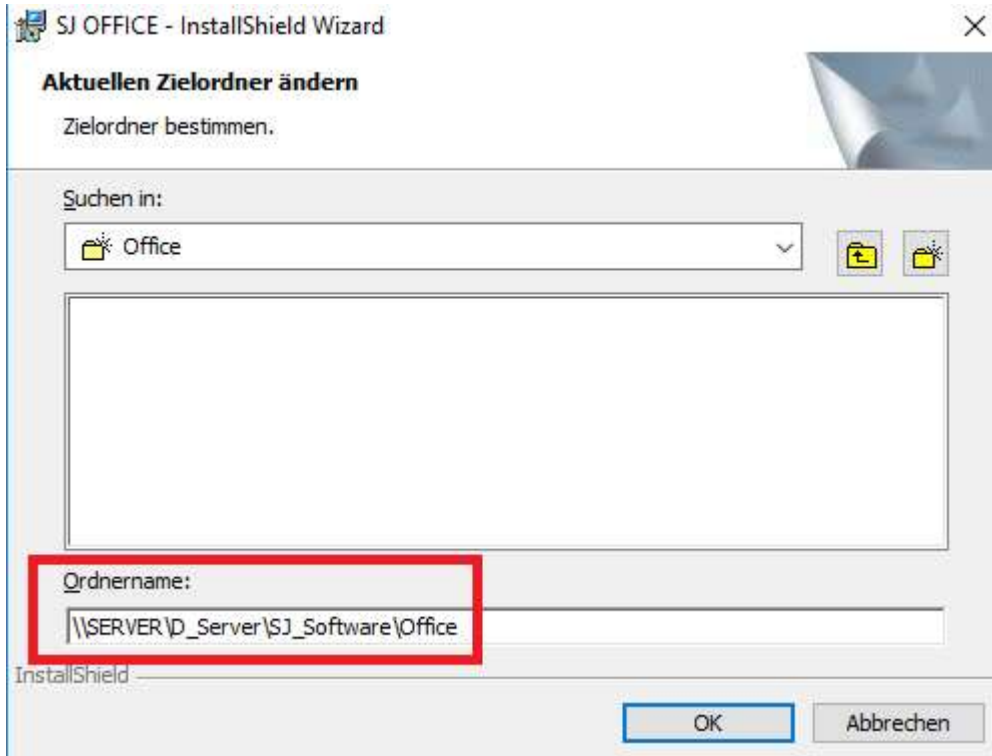 SJ OFFICE - InstallShield Wizard
Aktuellen Zielordner ändern
Zielordner bestimmen.
Suchen in:
Office
Ordnername:
\\SERVER\D_Server\SJ_Software\Office
InstallShield
OK Abbrechen